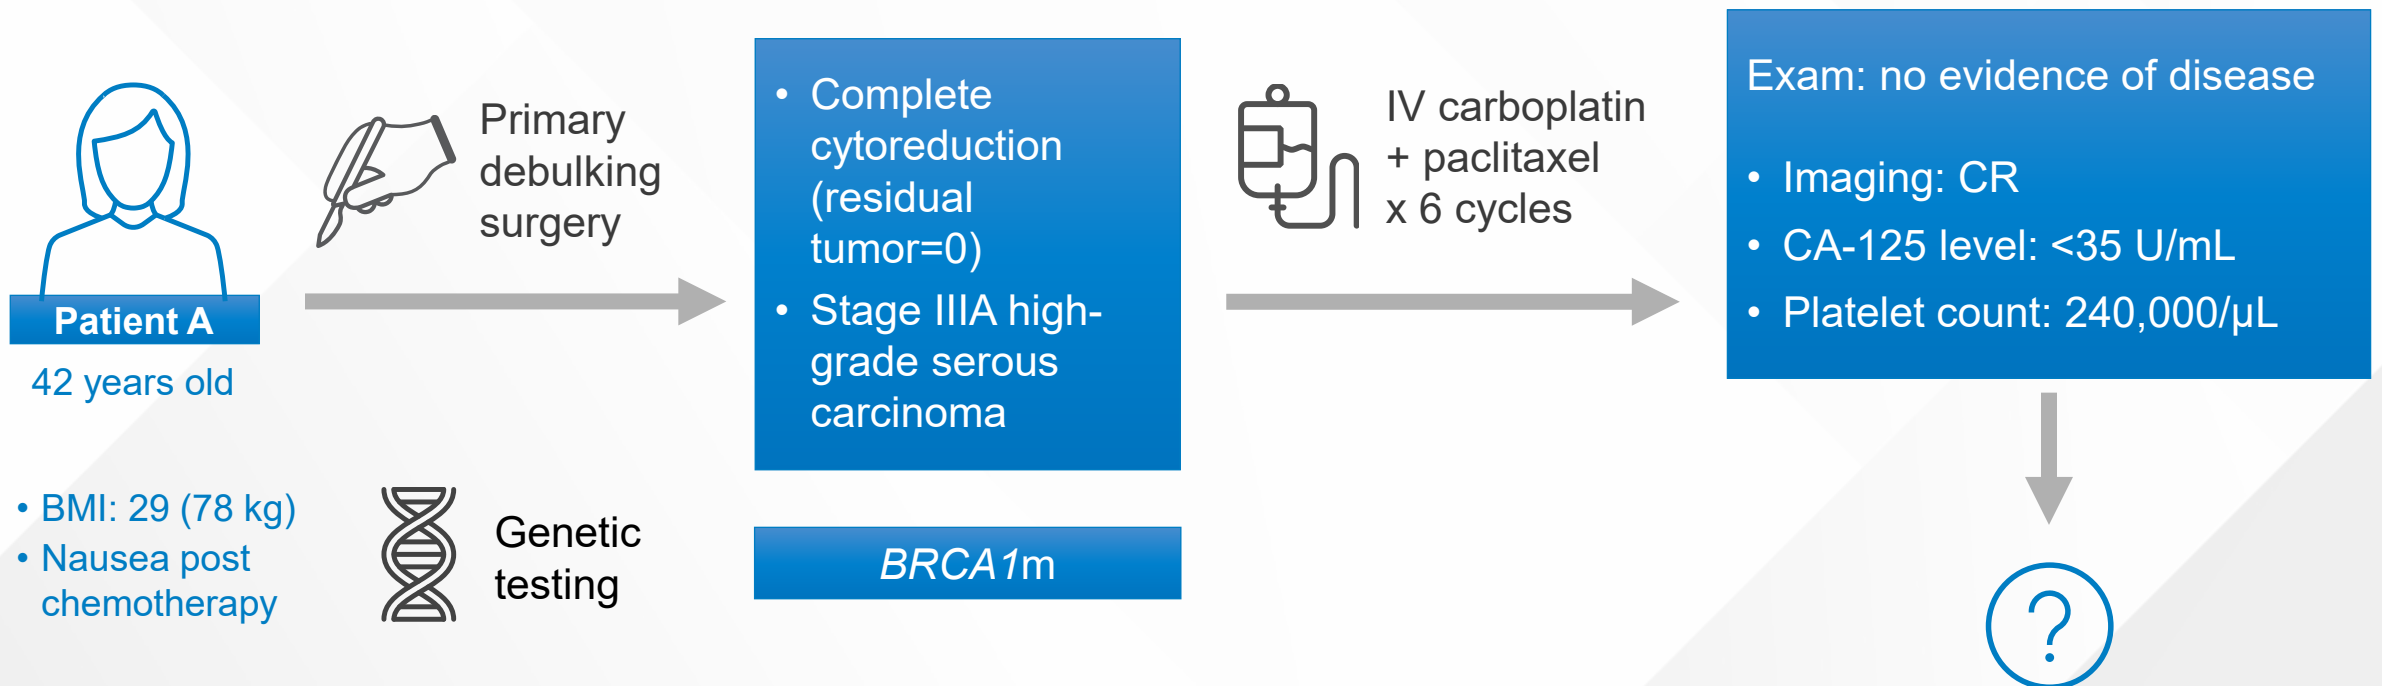 Patient A
42 years old
• BMI: 29 (78 kg)
• Nausea post
chemotherapy
Primary
debulking
surgery
Genetic
testing
• Complete
cytoreduction
(residual
tumor=0)
• Stage IIIA high-
grade serous
carcinoma
BRCA1m
IV carboplatin
+ paclitaxel
x 6 cycles
Exam: no evidence of disease
• Imaging: CR
• CA-125 level: <35 U/mL
• Platelet count: 240,000/µL
?